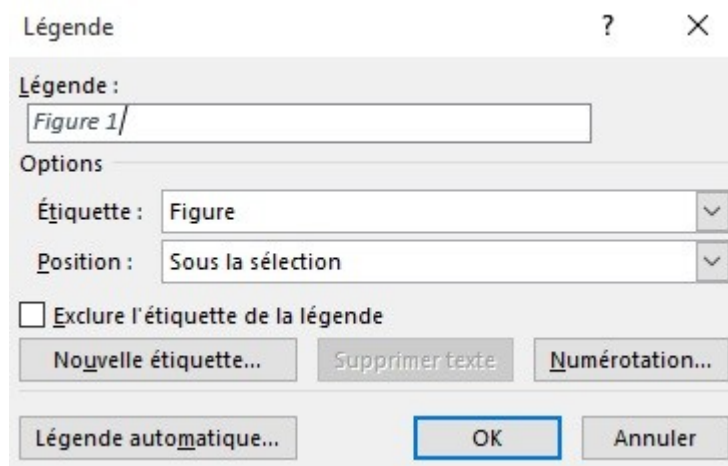 Légende ? ×
Légende :
Figure 1
Options
Étiquette : Figure
Position : Sous la sélection
Exclure l'étiquette de la légende
Nouvelle étiquette... Supprimer texte Numérotation...
Légende automatique... OK Annuler